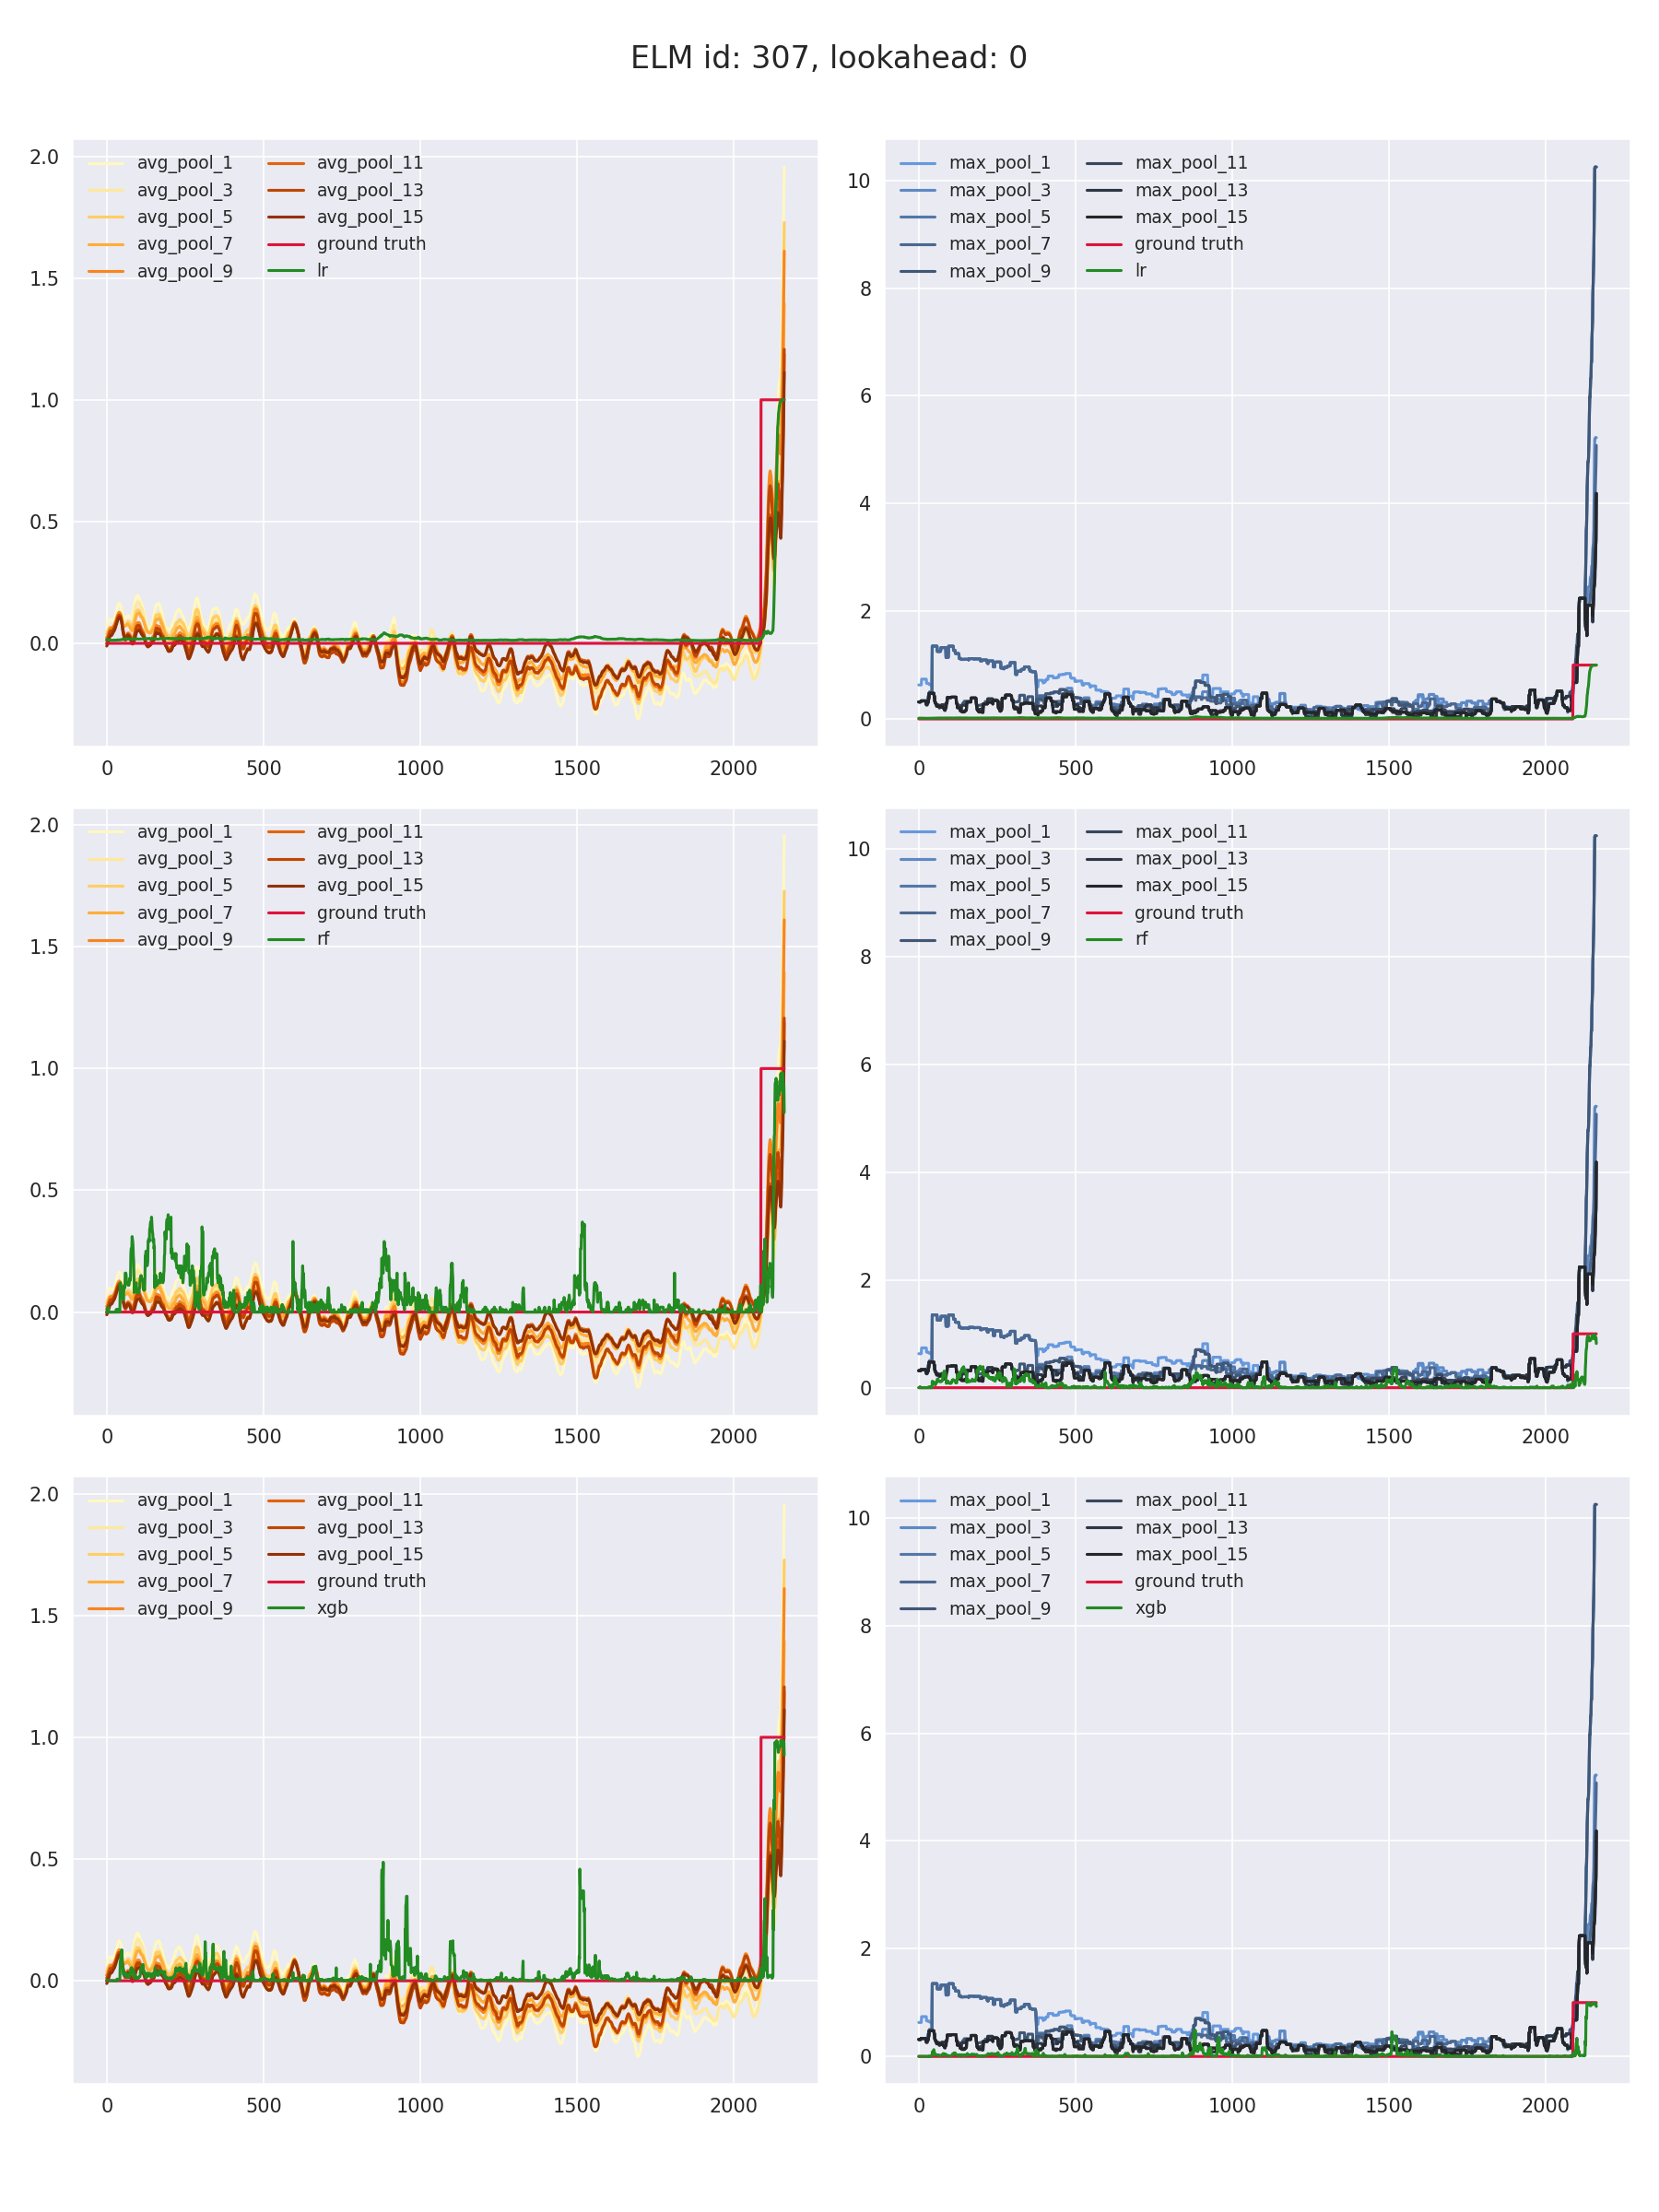 ELM id: 307, lookahead: 0
avg_pool_1 avg_pool_11
avg_pool_3 avg_pool_13
avg_pool_5 avg_pool_15
avg_pool_7 ground truth
avg_pool_9 lr
2.0
1.5
1.0
0.5
0.0
0 500 1000 1500 2000
max_pool_1 max_pool_11
max_pool_3 max_pool_13
max_pool_5 max_pool_15
max_pool_7 ground truth
max_pool_9 lr
10
8
6
4
2
0
0 500 1000 1500 2000
avg_pool_1 avg_pool_11
avg_pool_3 avg_pool_13
avg_pool_5 avg_pool_15
avg_pool_7 ground truth
avg_pool_9 rf
2.0
1.5
1.0
0.5
0.0
0 500 1000 1500 2000
max_pool_1 max_pool_11
max_pool_3 max_pool_13
max_pool_5 max_pool_15
max_pool_7 ground truth
max_pool_9 rf
10
8
6
4
2
0
0 500 1000 1500 2000
avg_pool_1 avg_pool_11
avg_pool_3 avg_pool_13
avg_pool_5 avg_pool_15
avg_pool_7 ground truth
avg_pool_9 xgb
2.0
1.5
1.0
0.5
0.0
0 500 1000 1500 2000
max_pool_1 max_pool_11
max_pool_3 max_pool_13
max_pool_5 max_pool_15
max_pool_7 ground truth
max_pool_9 xgb
10
8
6
4
2
0
0 500 1000 1500 2000